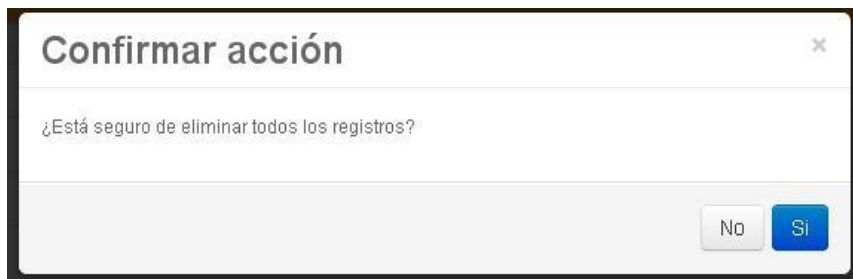 Confirmar acción ×
¿Está seguro de eliminar todos los registros?
No Si